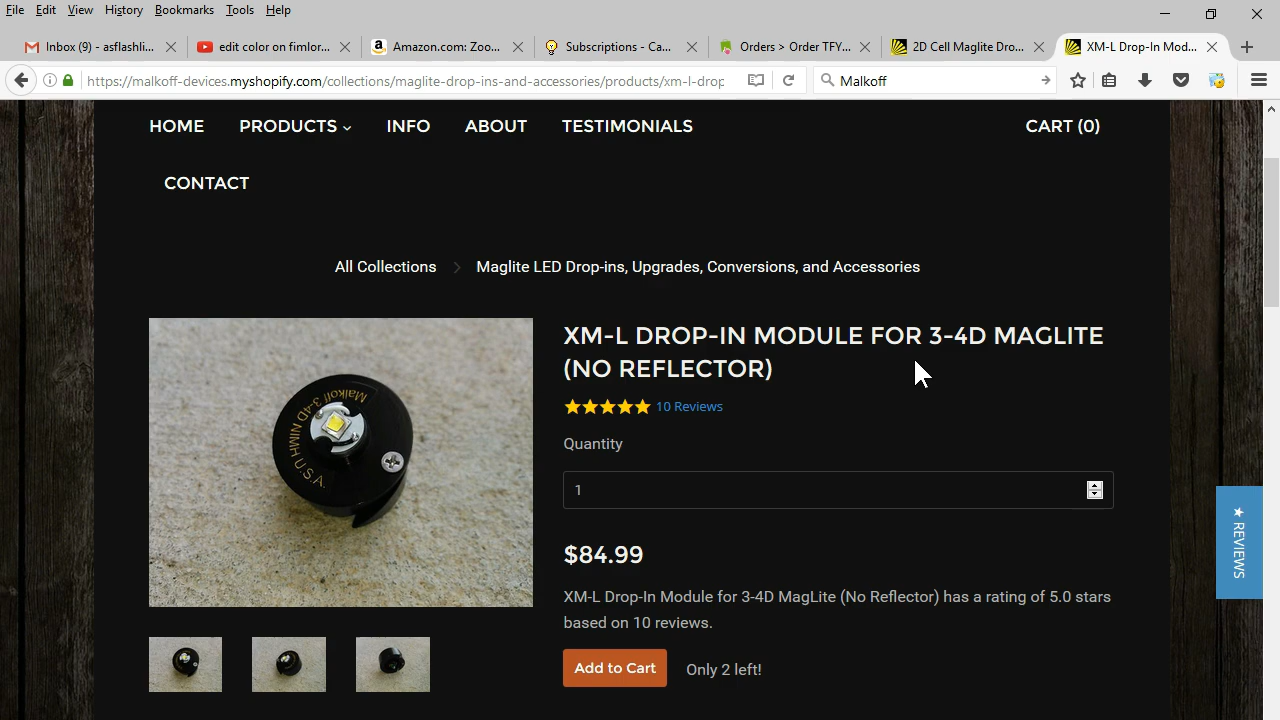 File Edit View History Bookmarks Tools Help
Inbox (9) - asflashli... edit color on fimlor... Amazon.com: Zoo... Subscriptions - Ca... Orders > Order TFY... 2D Cell Maglite Dro... XM-L Drop-In Mod...
https://malkoff-devices.myshopify.com/collections/maglite-drop-ins-and-accessories/products/xm-l-drop Malkoff
HOME PRODUCTS INFO ABOUT TESTIMONIALS CART (0)
CONTACT
All Collections Maglite LED Drop-ins, Upgrades, Conversions, and Accessories
XM-L DROP-IN MODULE FOR 3-4D MAGLITE
(NO REFLECTOR)
10 Reviews
Quantity
1
Malkoff 3-4D NIMH U.S.A.
$84.99
XM-L Drop-In Module for 3-4D MagLite (No Reflector) has a rating of 5.0 stars
based on 10 reviews.
Add to Cart Only 2 left!
★ REVIEWS